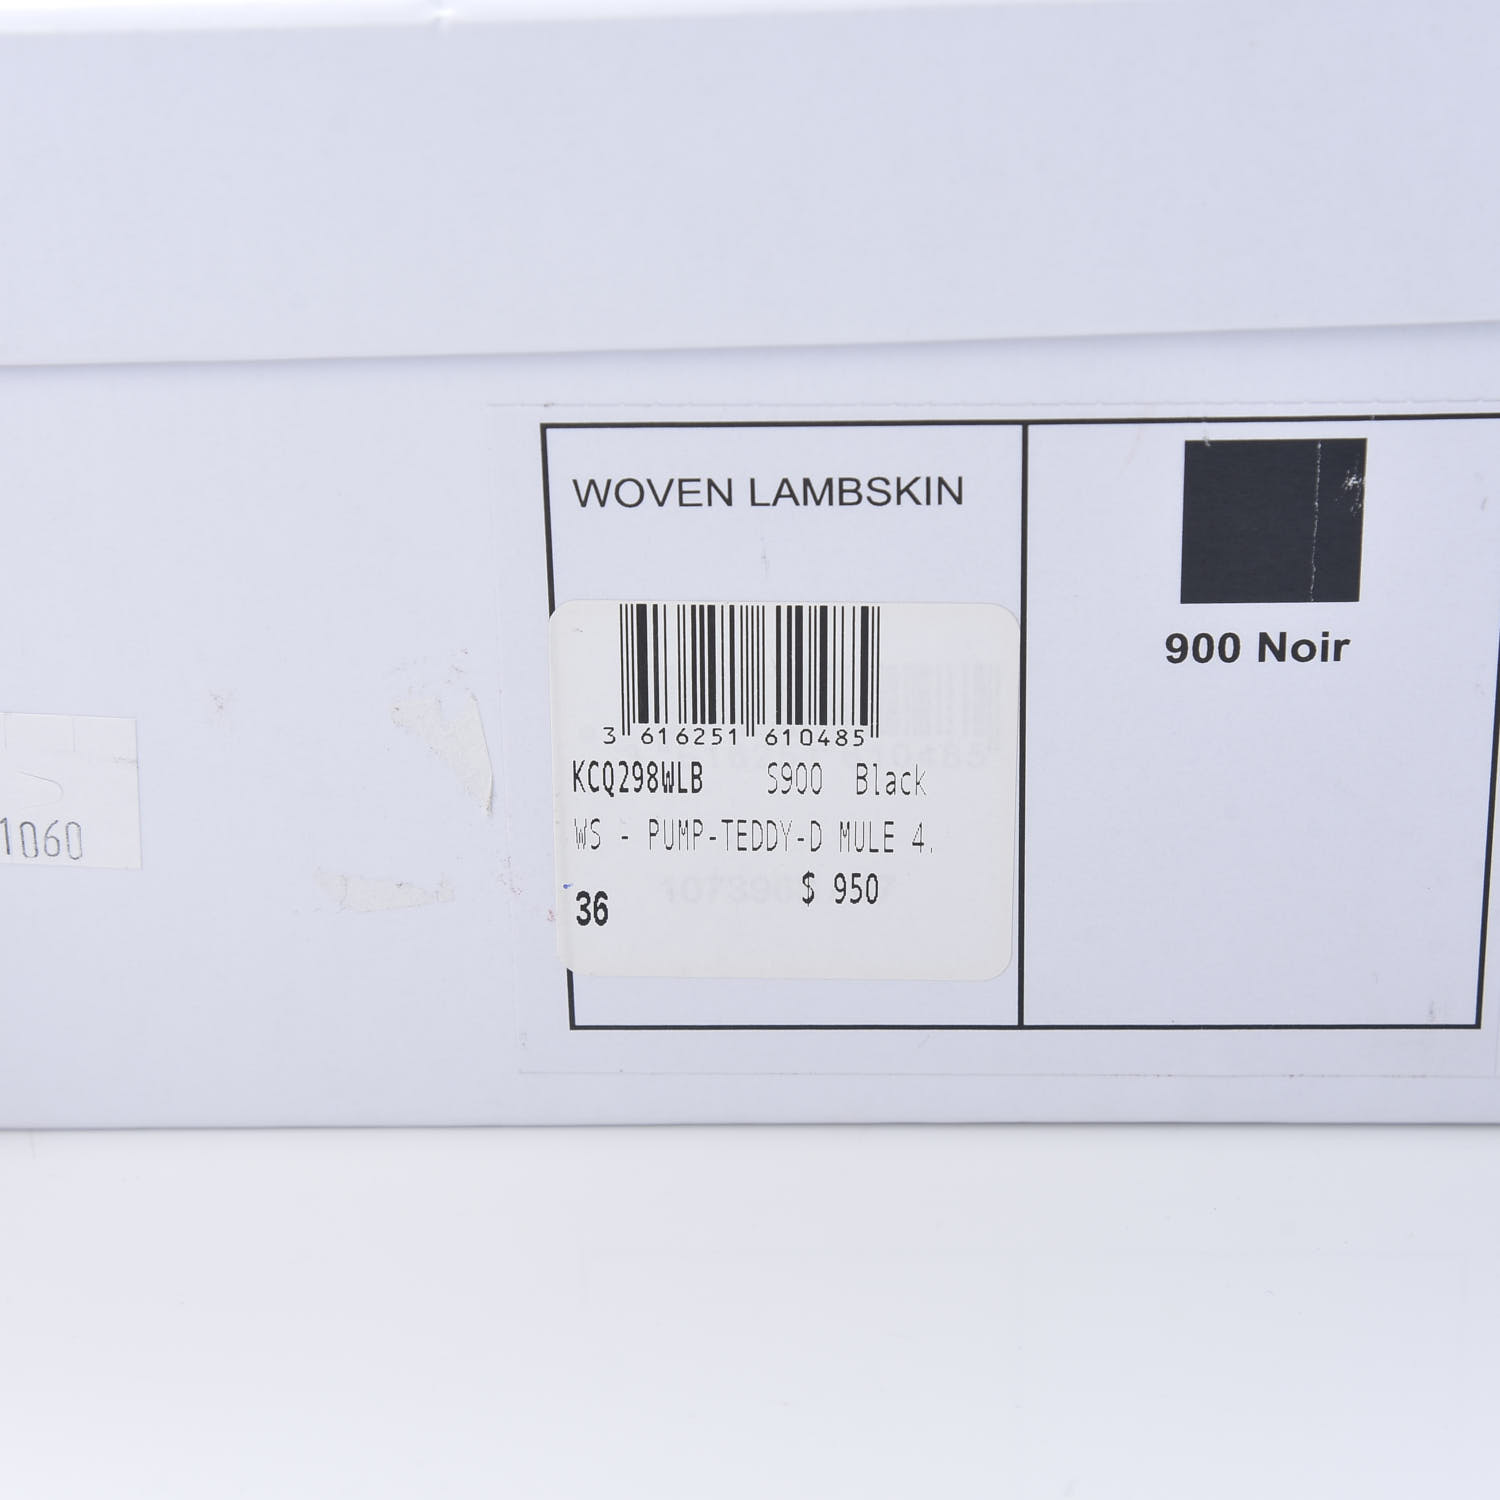 WOVEN LAMBSKIN
900 Noir
3 616251 610485
KCQ298WLB S900 Black
WS - PUMP-TEDDY-D MULE 4.
$ 950
36
1060